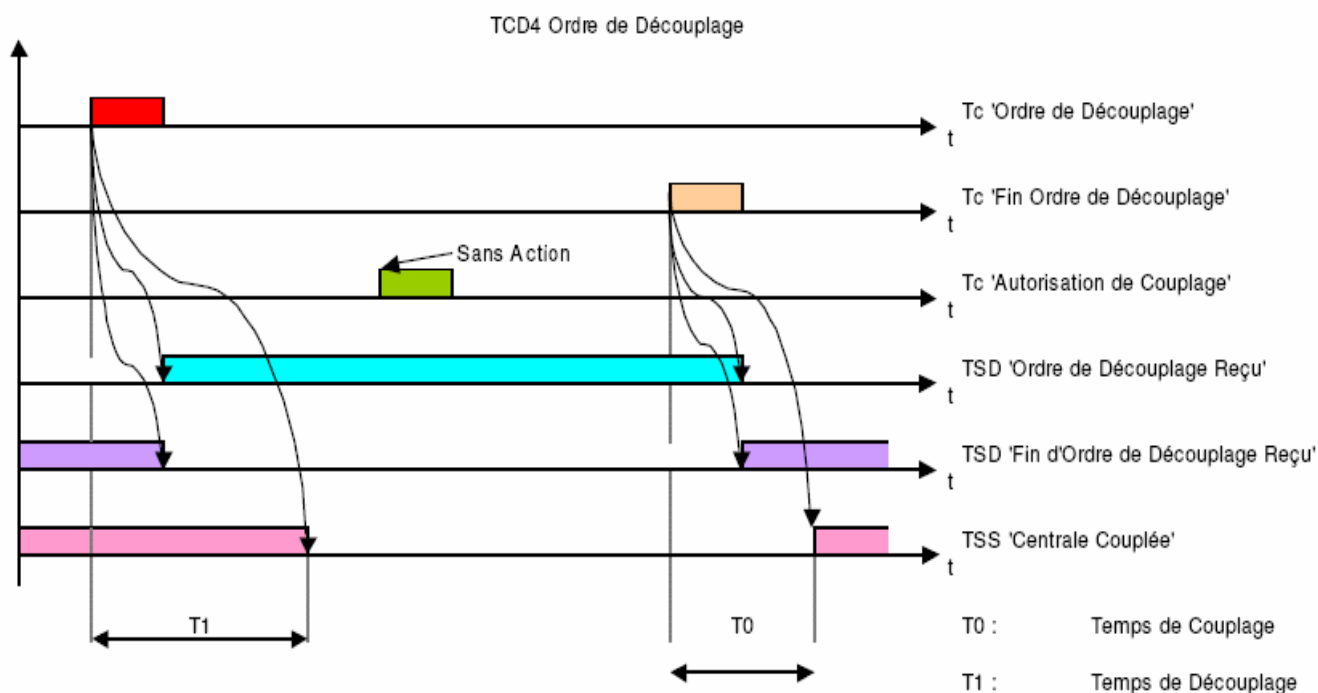 TCD4 Ordre de Découplage
Tc 'Ordre de Découplage'
t
Tc 'Fin Ordre de Découplage'
t
Sans Action
Tc 'Autorisation de Couplage'
t
TSD 'Ordre de Découplage Reçu'
t
TSD 'Fin d'Ordre de Découplage Reçu'
t
TSS 'Centrale Couplée'
t
T1
T0
T0 : Temps de Couplage
T1 : Temps de Découplage